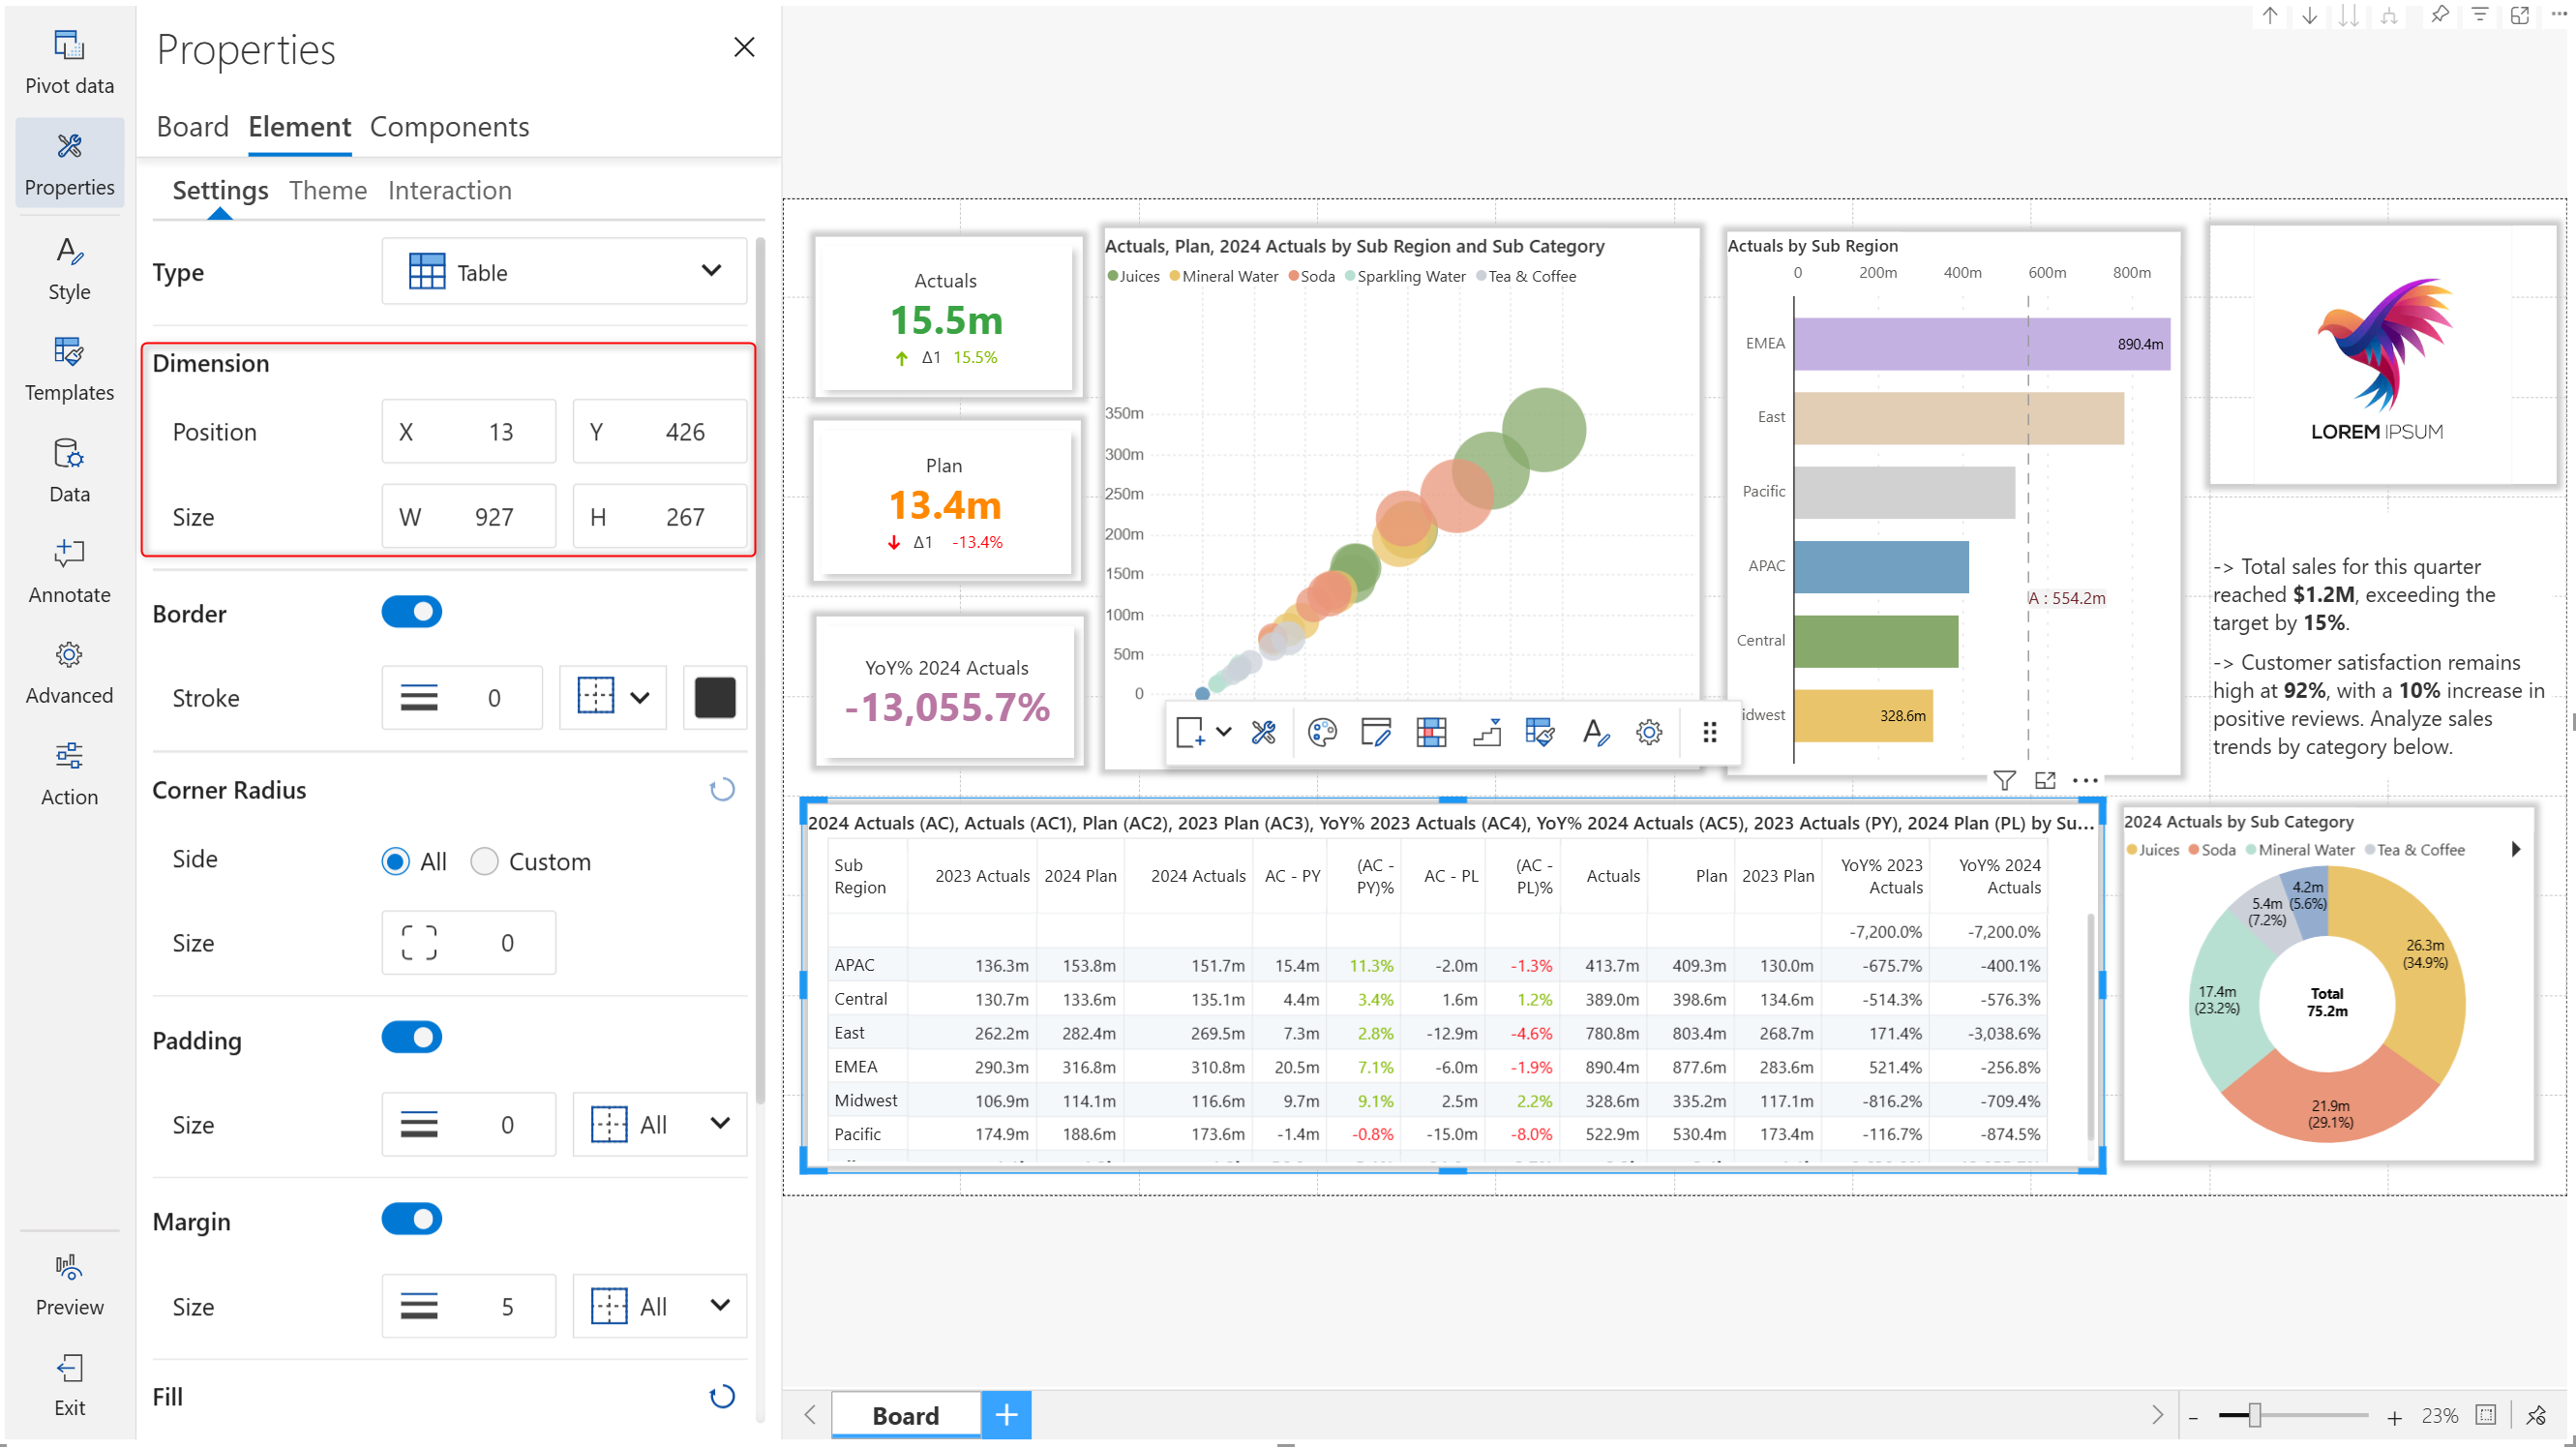 Pivot data
Properties
Style
Templates
Data
Annotate
Advanced
Action
Preview
Exit
Properties
Board Element Components
Settings Theme Interaction
Type Table
Dimension
Position X 13 Y 426
Size W 927 H 267
Border
Stroke 0
Corner Radius
Side All Custom
Size 0
Padding
Size 0 All
Margin
Size 5 All
Fill
Actuals
15.5m
Δ1 15.5%
Plan
13.4m
Δ1 -13.4%
YoY% 2024 Actuals
-13,055.7%
Actuals, Plan, 2024 Actuals by Sub Region and Sub Category
Juices Mineral Water Soda Sparkling Water Tea & Coffee
350m
300m
250m
200m
150m
100m
50m
0
Actuals by Sub Region
0 200m 400m 600m 800m
EMEA 890.4m
East
Pacific
APAC
A : 554.2m
Central
idwest 328.6m
LOREM IPSUM
-> Total sales for this quarter
reached $1.2M, exceeding the
target by 15%.
-> Customer satisfaction remains
high at 92%, with a 10% increase in
positive reviews. Analyze sales
trends by category below.
2024 Actuals (AC), Actuals (AC1), Plan (AC2), 2023 Plan (AC3), YoY% 2023 Actuals (AC4), YoY% 2024 Actuals (AC5), 2023 Actuals (PY), 2024 Plan (PL) by Su...
Sub Region 2023 Actuals 2024 Plan 2024 Actuals AC - PY (AC - PY)% AC - PL (AC - PL)% Actuals Plan 2023 Plan YoY% 2023 Actuals YoY% 2024 Actuals
-7,200.0% -7,200.0%
APAC 136.3m 153.8m 151.7m 15.4m 11.3% -2.0m -1.3% 413.7m 409.3m 130.0m -675.7% -400.1%
Central 130.7m 133.6m 135.1m 4.4m 3.4% 1.6m 1.2% 389.0m 398.6m 134.6m -514.3% -576.3%
East 262.2m 282.4m 269.5m 7.3m 2.8% -12.9m -4.6% 780.8m 803.4m 268.7m 171.4% -3,038.6%
EMEA 290.3m 316.8m 310.8m 20.5m 7.1% -6.0m -1.9% 890.4m 877.6m 283.6m 521.4% -256.8%
Midwest 106.9m 114.1m 116.6m 9.7m 9.1% 2.5m 2.2% 328.6m 335.2m 117.1m -816.2% -709.4%
Pacific 174.9m 188.6m 173.6m -1.4m -0.8% -15.0m -8.0% 522.9m 530.4m 173.4m -116.7% -874.5%
2024 Actuals by Sub Category
Juices Soda Mineral Water Tea & Coffee
4.2m
(5.6%)
5.4m
(7.2%)
26.3m
(34.9%)
17.4m
(23.2%)
Total
75.2m
21.9m
(29.1%)
Board
23%